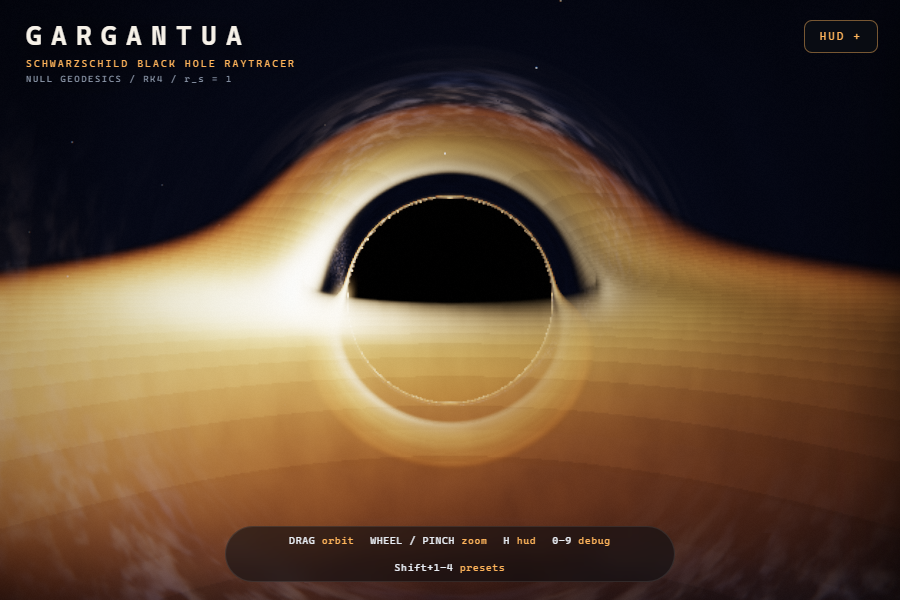 GARGANTUA
HUD +
SCHWARZSCHILD BLACK HOLE RAYTRACER
NULL GEODESICS / RK4 / r_s = 1
DRAG orbit WHEEL / PINCH zoom H hud 0–9 debug
Shift+1–4 presets